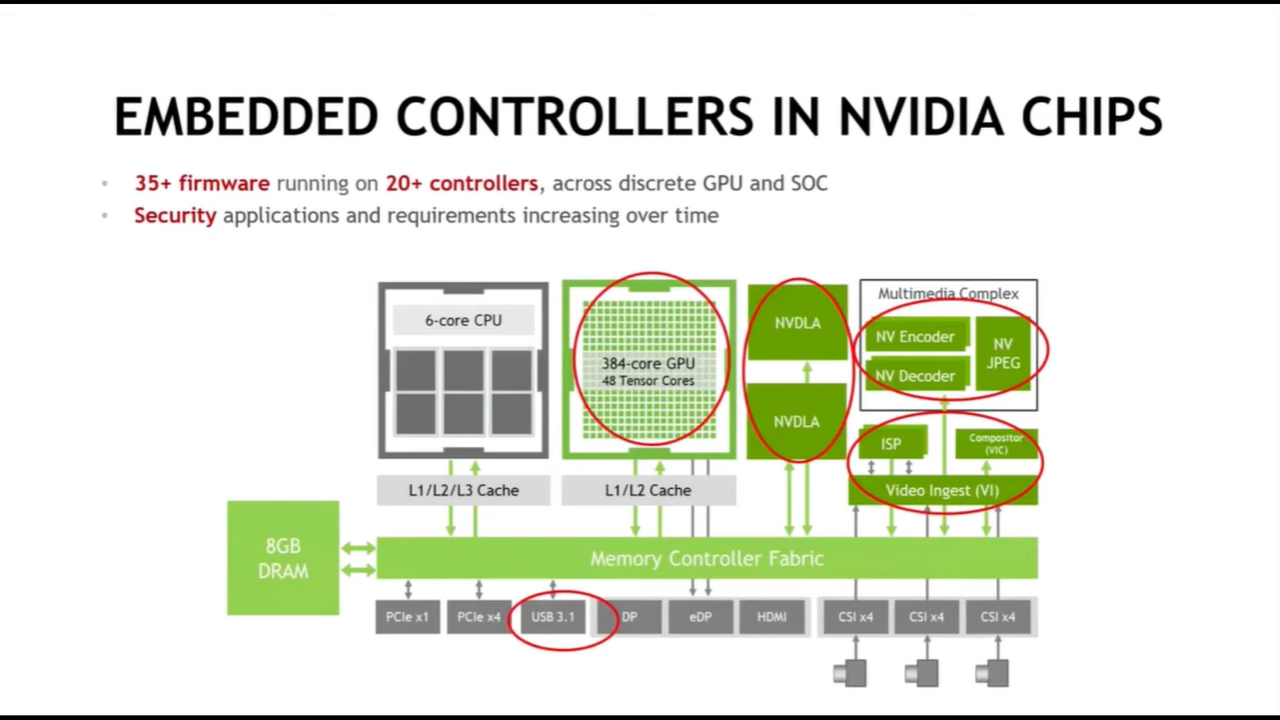 EMBEDDED CONTROLLERS IN NVIDIA CHIPS
• 35+ firmware running on 20+ controllers, across discrete GPU and SOC
• Security applications and requirements increasing over time
6-core CPU
384-core GPU
48 Tensor Cores
NVDLA
NVDLA
Multimedia Complex
NV Encoder
NV Decoder
NV
JPEG
ISP
Compositor
(VIC)
Video Ingest (VI)
L1/L2/L3 Cache
L1/L2 Cache
8GB
DRAM
Memory Controller Fabric
PCIe x1
PCIe x4
USB 3.1
DP
eDP
HDMI
CSI x4
CSI x4
CSI x4